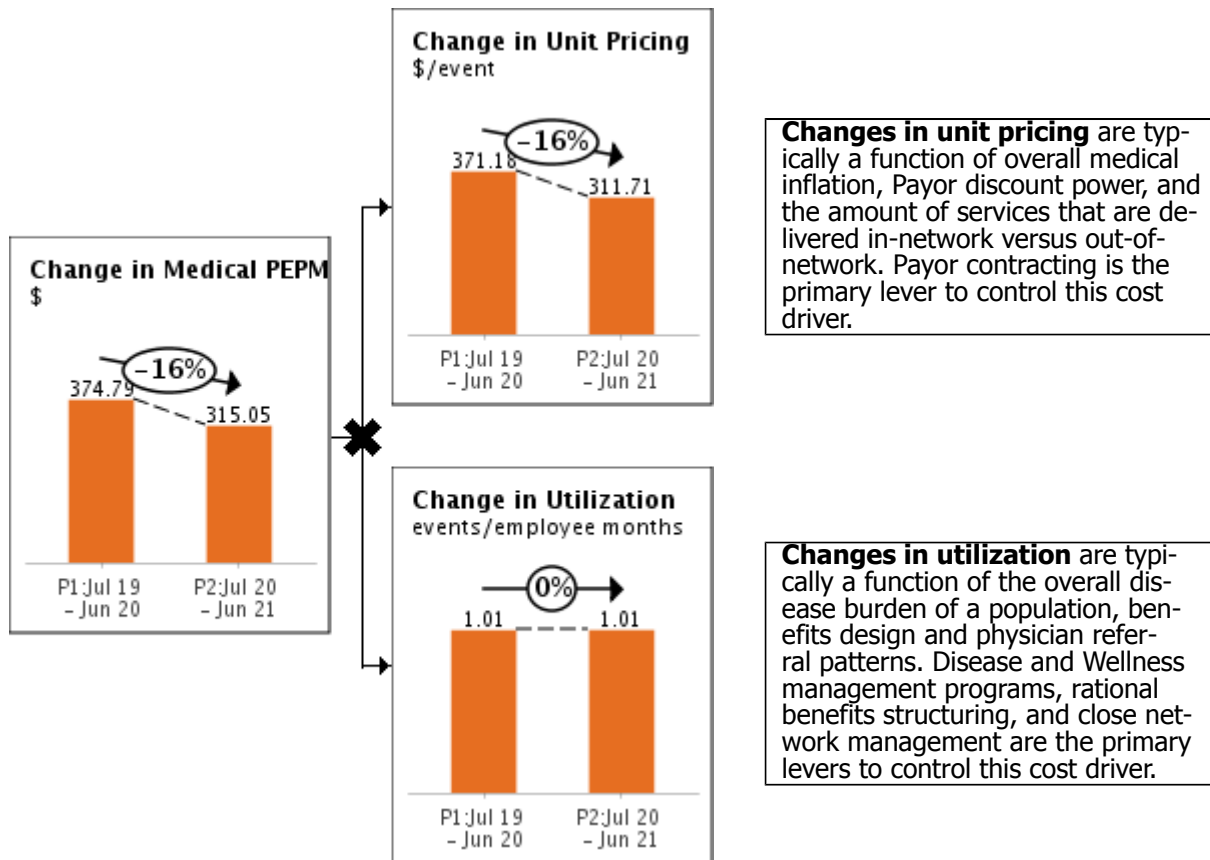 Change in Unit Pricing
$/event
–16%
371.18
311.71
P1:Jul 19
– Jun 20
P2:Jul 20
– Jun 21
Changes in unit pricing are typ-
ically a function of overall medical
inflation, Payor discount power, and
the amount of services that are de-
livered in-network versus out-of-
network. Payor contracting is the
primary lever to control this cost
driver.
Change in Medical PEPM
$
–16%
374.79
315.05
P1:Jul 19
– Jun 20
P2:Jul 20
– Jun 21
Change in Utilization
events/employee months
0%
1.01
1.01
P1:Jul 19
– Jun 20
P2:Jul 20
– Jun 21
Changes in utilization are typi-
cally a function of the overall dis-
ease burden of a population, ben-
efits design and physician refer-
ral patterns. Disease and Wellness
management programs, rational
benefits structuring, and close net-
work management are the primary
levers to control this cost driver.